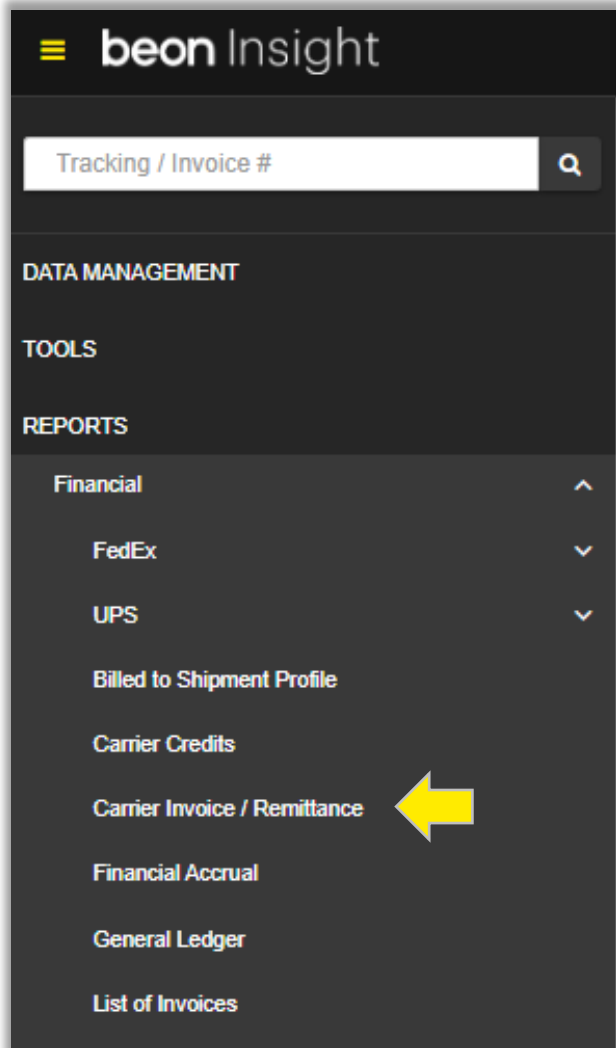 beon Insight
Tracking / Invoice #
DATA MANAGEMENT
TOOLS
REPORTS
Financial
FedEx
UPS
Billed to Shipment Profile
Carrier Credits
Carrier Invoice / Remittance
Financial Accrual
General Ledger
List of Invoices